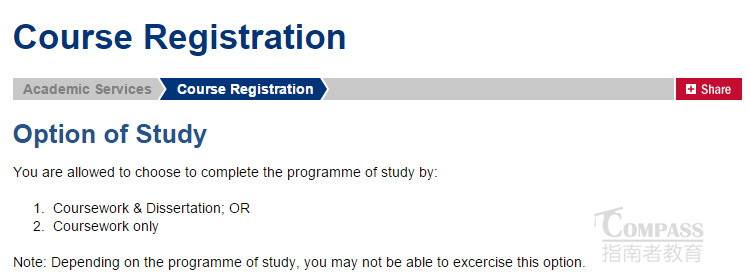 Course Registration
Academic Services Course Registration Share
Option of Study
You are allowed to choose to complete the programme of study by:
1. Coursework & Dissertation; OR
2. Coursework only
COMPASS
指南者教育
Note: Depending on the programme of study, you may not be able to excercise this option.